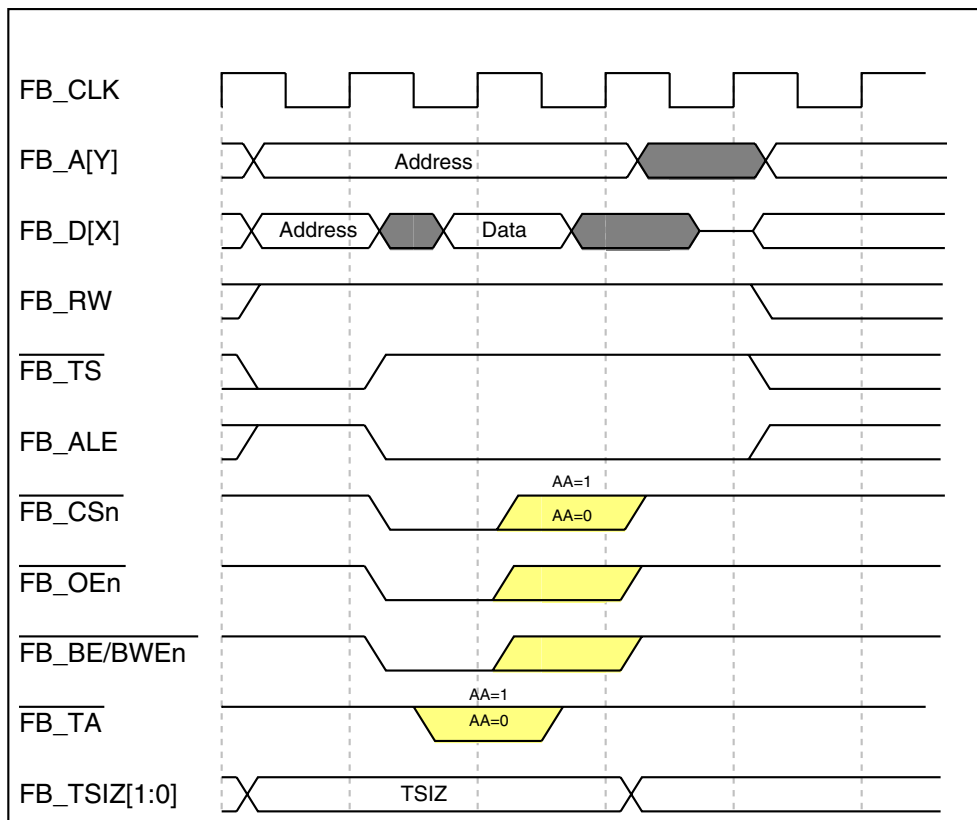 FB_CLK
FB_A[Y]
Address
FB_D[X]
Address
Data
FB_RW
FB_TS
FB_ALE
AA=1
FB_CSn
AA=0
FB_OEn
FB_BE/BWEn
AA=1
FB_TA
AA=0
FB_TSIZ[1:0]
TSIZ